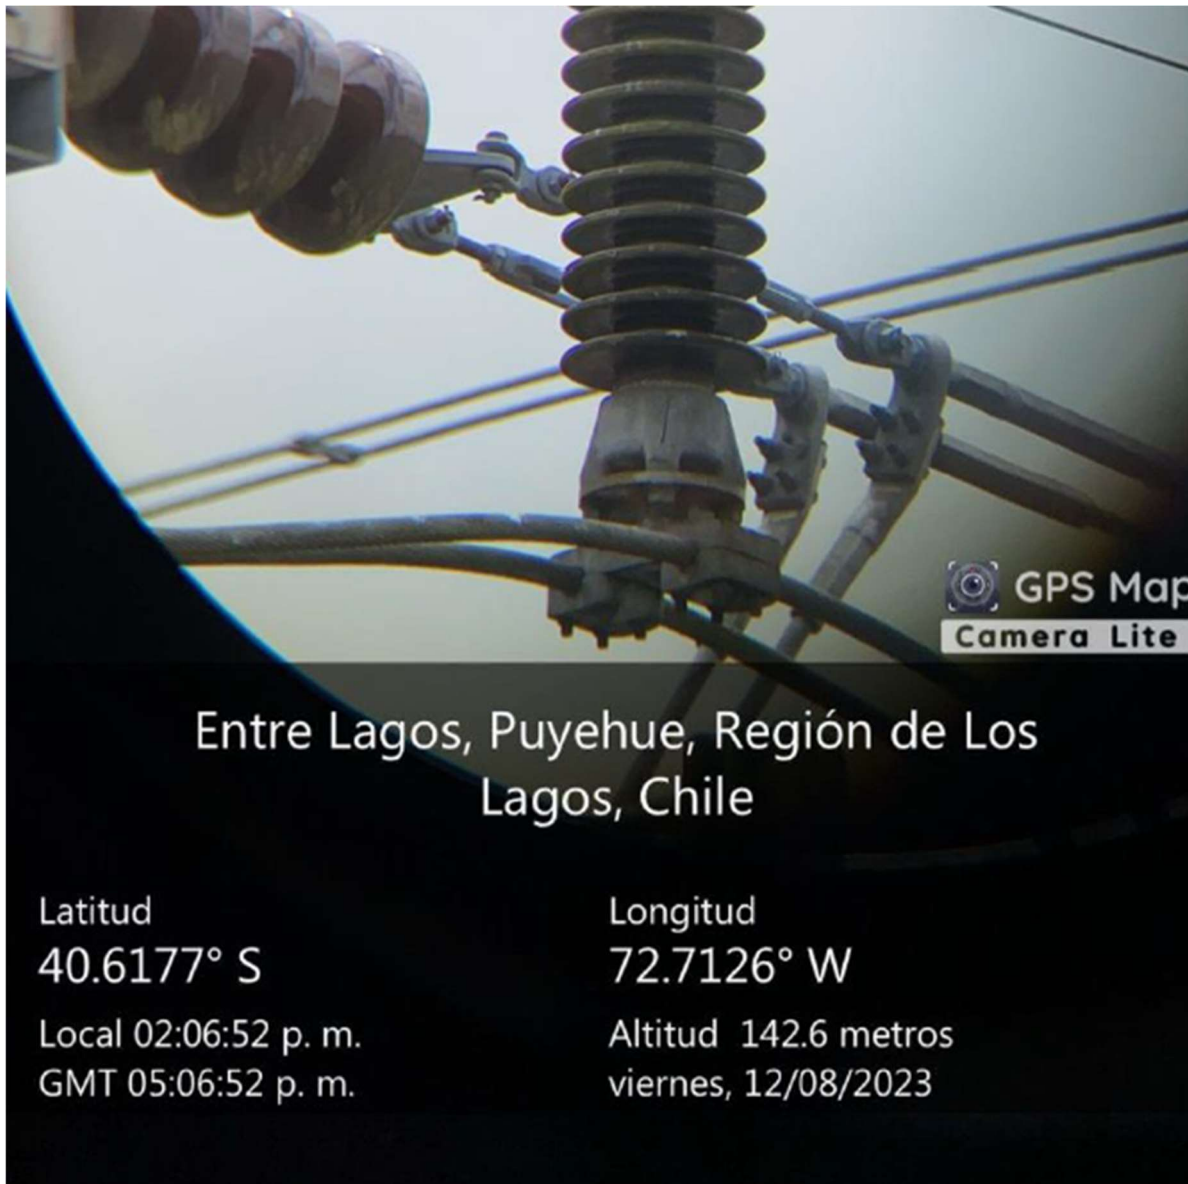 GPS Map
Camera Lite
Entre Lagos, Puyehue, Región de Los
Lagos, Chile
Latitud
40.6177° S
Longitud
72.7126° W
Local 02:06:52 p. m.
GMT 05:06:52 p. m.
Altitud 142.6 metros
viernes, 12/08/2023